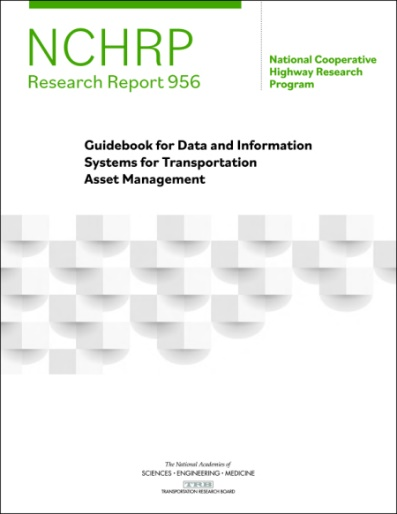 NCHRP
Research Report 956
National Cooperative
Highway Research
Program
Guidebook for Data and Information
Systems for Transportation
Asset Management
The National Academies of
SCIENCES • ENGINEERING • MEDICINE
TRB
TRANSPORTATION RESEARCH BOARD